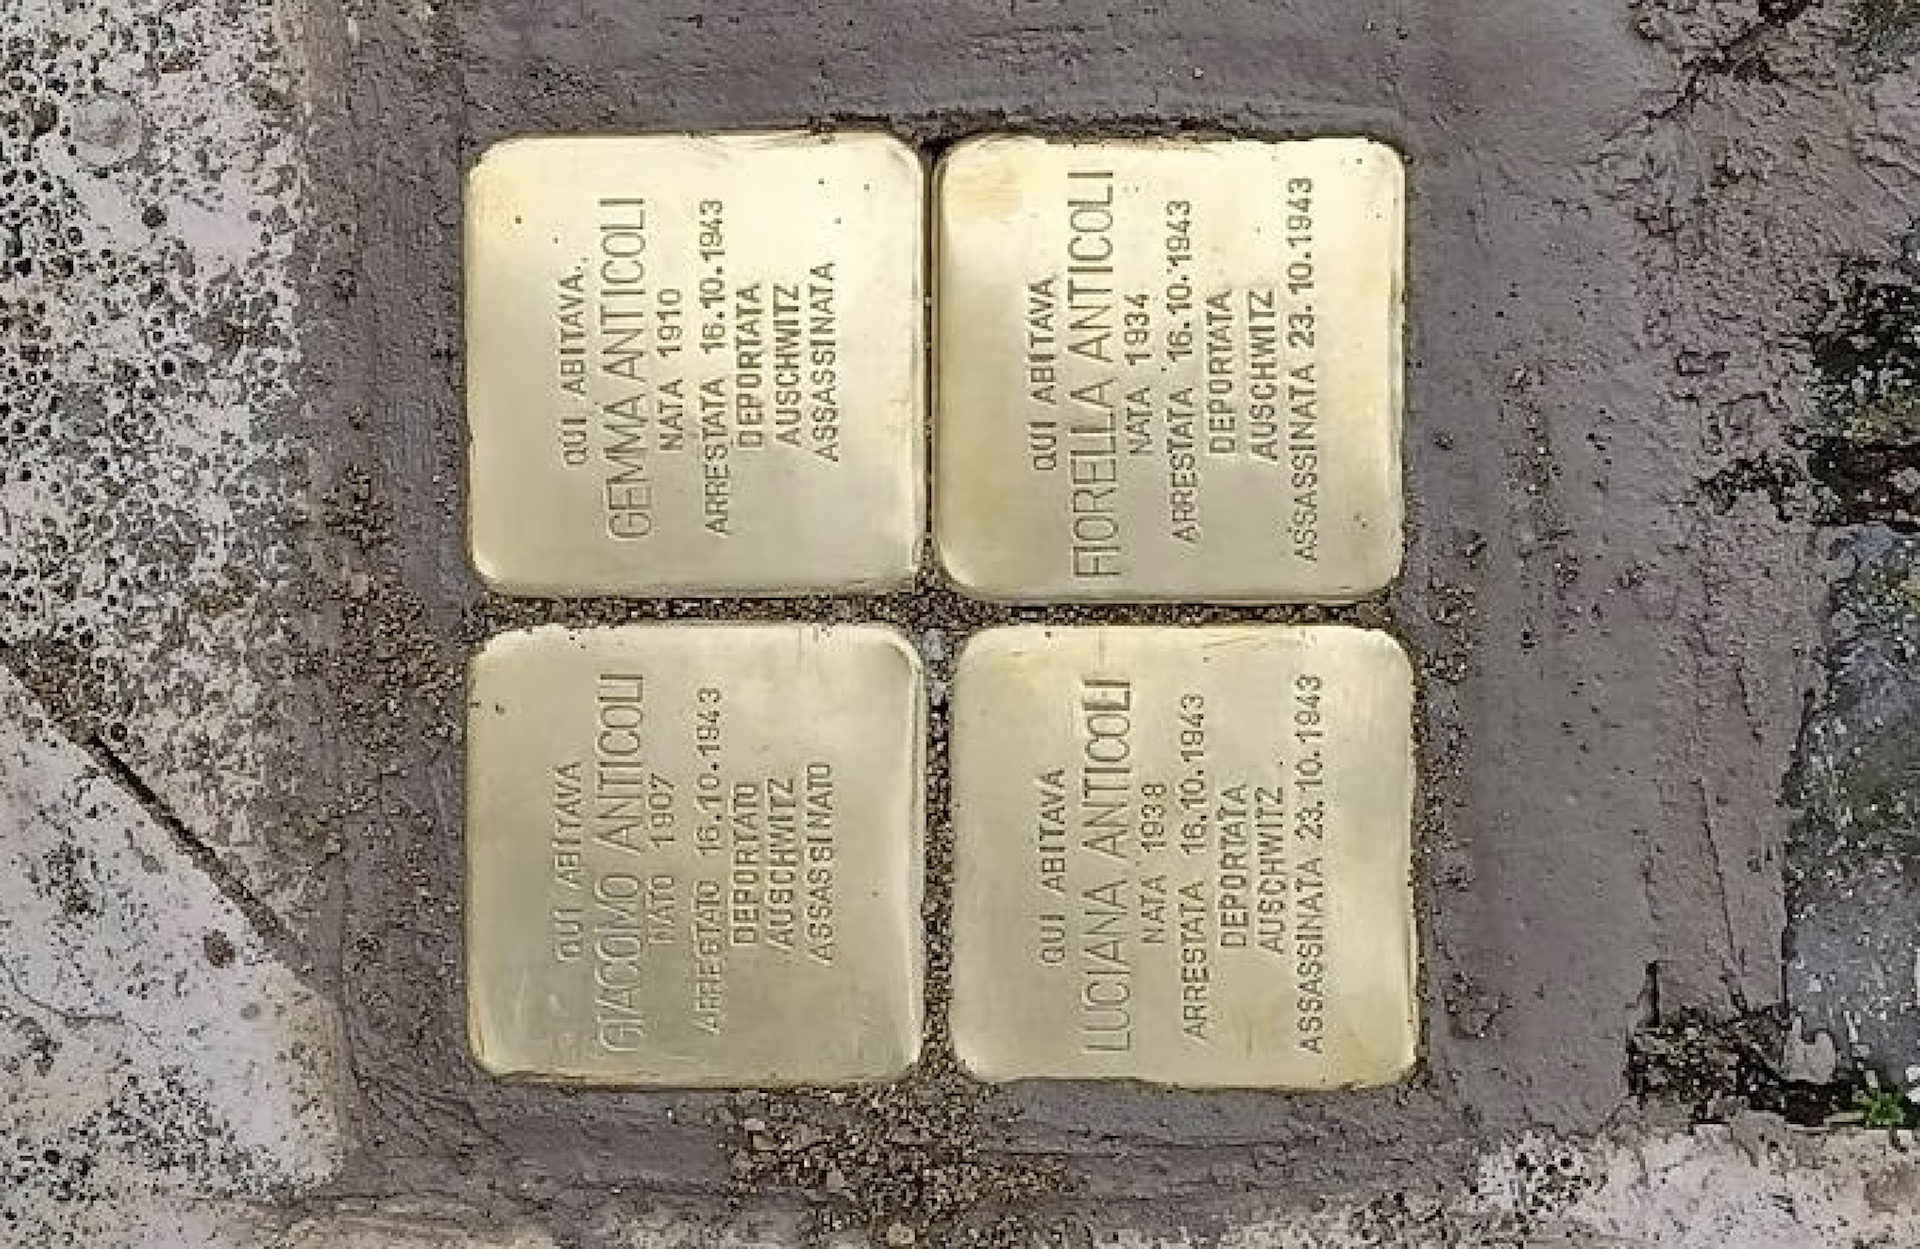 QUI ABITAVA
GIACOMO ANTICOLI
NATO 1907
ARRESTATO 16.10.1943
DEPORTATO
AUSCHWITZ
ASSASSINATO
QUI ABITAVA
GEMMA ANTICOLI
NATA 1910
ARRESTATA 16.10.1943
DEPORTATA
AUSCHWITZ
ASSASSINATA
QUI ABITAVA
LUCIANA ANTICOLI
NATA 1938
ARRESTATA 16.10.1943
DEPORTATA
AUSCHWITZ
ASSASSINATA 23.10.1943
QUI ABITAVA
FIORELLA ANTICOLI
NATA 1934
ARRESTATA 16.10.1943
DEPORTATA
AUSCHWITZ
ASSASSINATA 23.10.1943